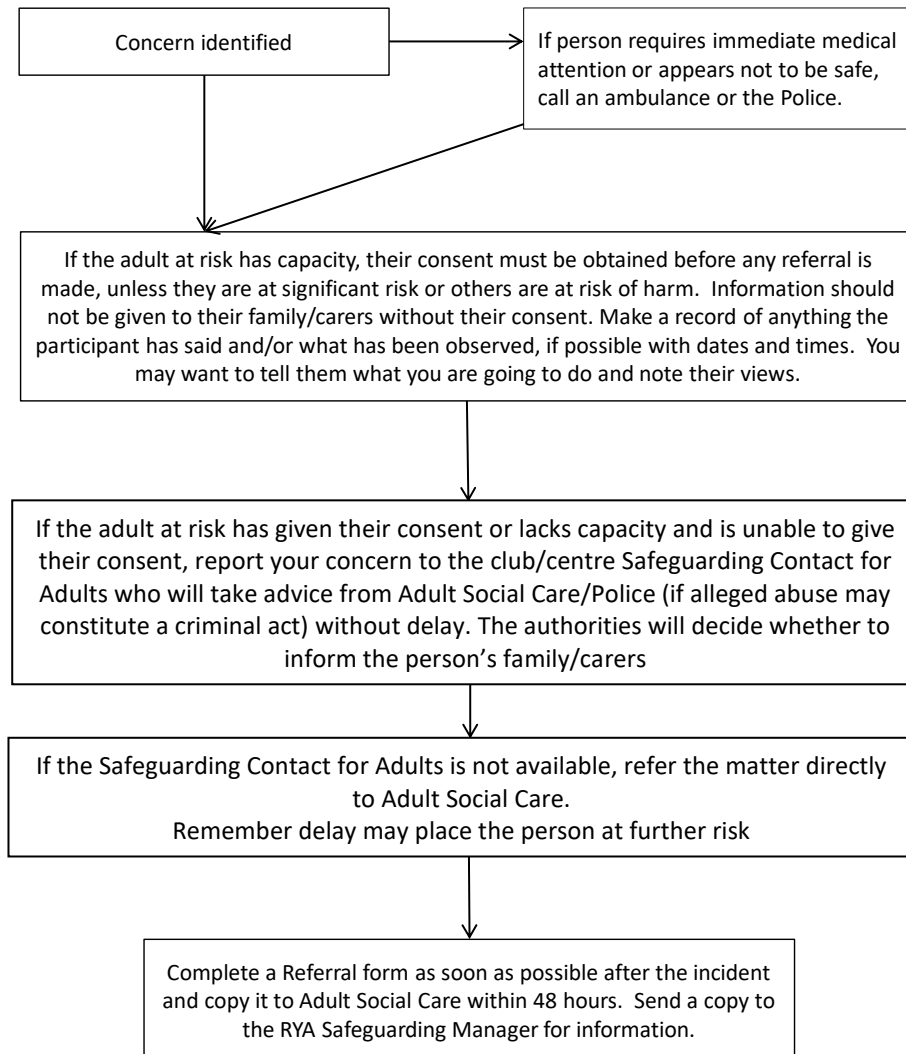 Concern identified
If person requires immediate medical
attention or appears not to be safe,
call an ambulance or the Police.
If the adult at risk has capacity, their consent must be obtained before any referral is
made, unless they are at significant risk or others are at risk of harm.  Information should
not be given to their family/carers without their consent. Make a record of anything the
participant has said and/or what has been observed, if possible with dates and times.  You
may want to tell them what you are going to do and note their views.
If the adult at risk has given their consent or lacks capacity and is unable to give
their consent, report your concern to the club/centre Safeguarding Contact for
Adults who will take advice from Adult Social Care/Police (if alleged abuse may
constitute a criminal act) without delay. The authorities will decide whether to
inform the person’s family/carers
If the Safeguarding Contact for Adults is not available, refer the matter directly
to Adult Social Care.
Remember delay may place the person at further risk
Complete a Referral form as soon as possible after the incident
and copy it to Adult Social Care within 48 hours.  Send a copy to
the RYA Safeguarding Manager for information.